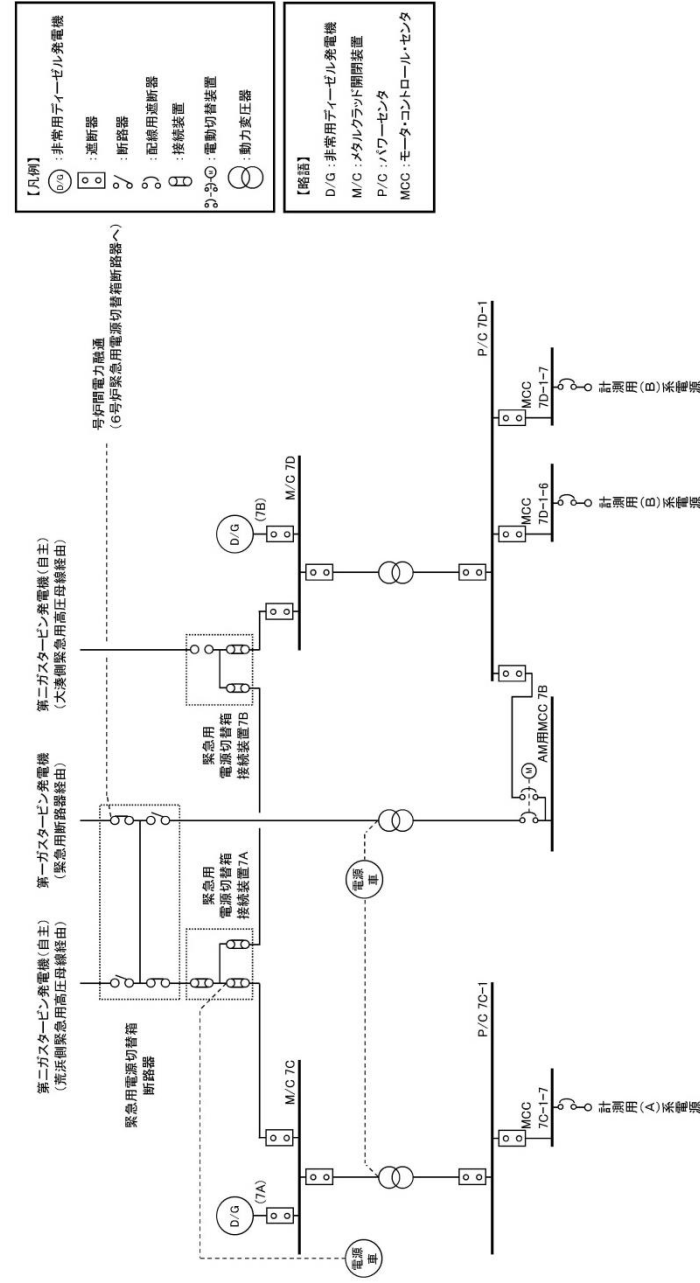 第二ガスタービン発電機(自主)
(荒浜側緊急用高圧母線経由)
第一ガスタービン発電機
(緊急用断路器経由)
第二ガスタービン発電機(自主)
(大湊側緊急用高圧母線経由)
号炉間電力融通
(6号炉緊急用電源切替箱断路器へ)
緊急用電源切替箱
断路器
緊急用
電源切替箱
接続装置7A
緊急用
電源切替箱
接続装置7B
D/G
(7A)
M/C 7C
D/G
(7B)
M/C 7D
電源
車
電源
車
P/C 7C-1
MCC
7C-1-7
計測用(A)系電源
M
AM用MCC 7B
P/C 7D-1
MCC
7D-1-6
計測用(B)系電源
MCC
7D-1-7
計測用(B)系電源
【凡例】
D/G :非常用ディーゼル発電機
:遮断器
:断路器
:配線用遮断器
:接続装置
M :電動切替装置
:動力変圧器
【略語】
D/G :非常用ディーゼル発電機
M/C :メタルクラッド開閉装置
P/C :パワーセンタ
MCC :モータ・コントロール・センタ